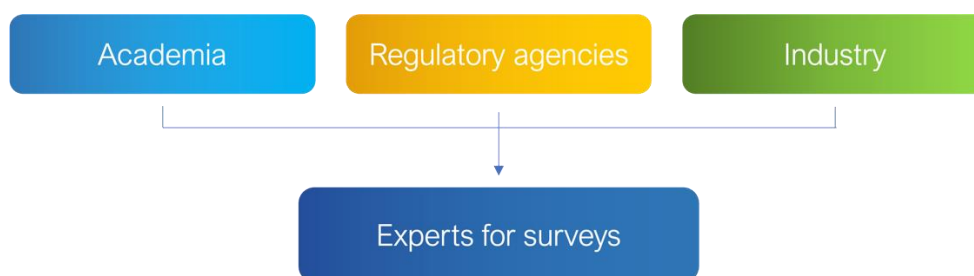 Academia
Regulatory agencies
Industry
Experts for surveys